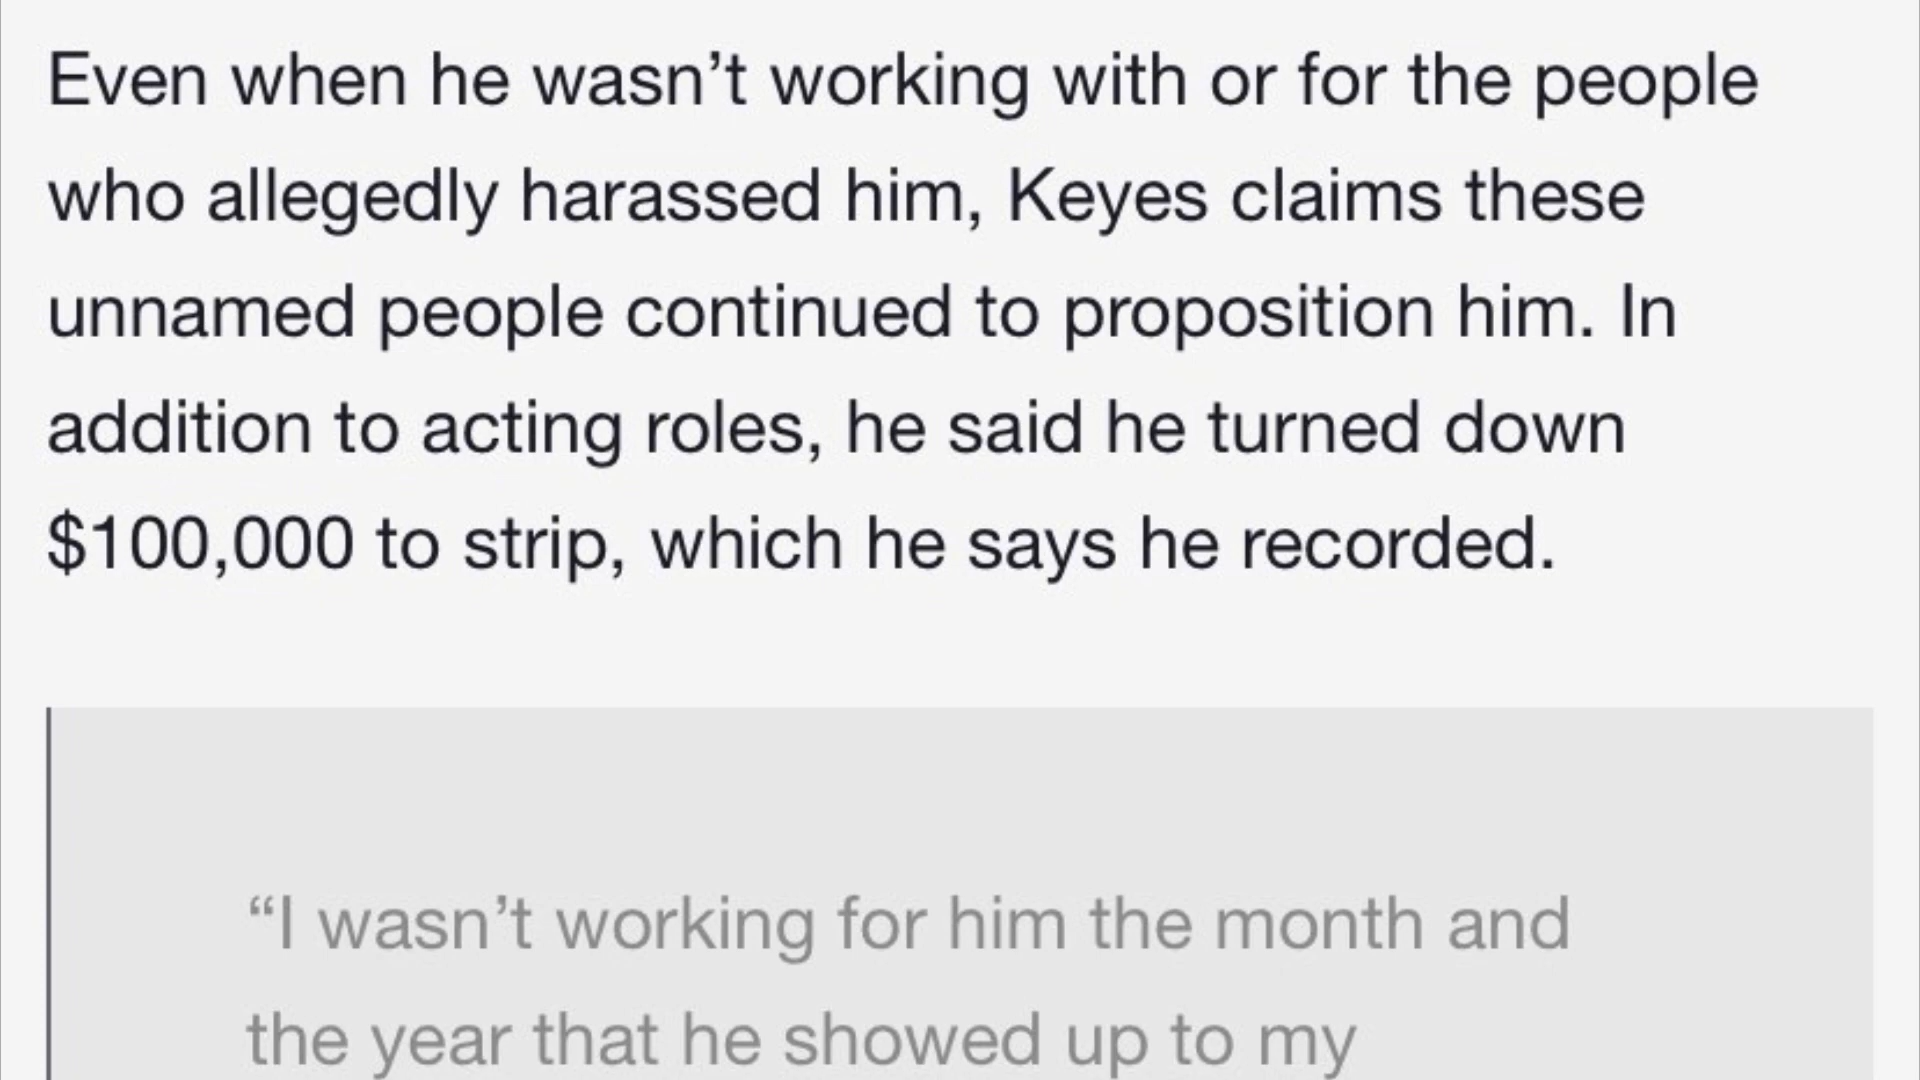 Even when he wasn’t working with or for the people
who allegedly harassed him, Keyes claims these
unnamed people continued to proposition him. In
addition to acting roles, he said he turned down
$100,000 to strip, which he says he recorded.
“I wasn’t working for him the month and
the year that he showed up to my